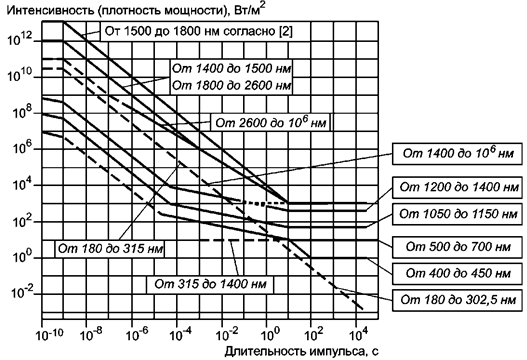 Интенсивность (плотность мощности), Вт/м²
10¹²
10¹⁰
10⁸
10⁶
10⁴
10²
10⁰
10⁻²
От 1500 до 1800 нм согласно [2]
От 1400 до 1500 нм
От 1800 до 2600 нм
От 2600 до 10⁶ нм
От 1400 до 10⁶ нм
От 1200 до 1400 нм
От 1050 до 1150 нм
От 500 до 700 нм
От 400 до 450 нм
От 180 до 302,5 нм
От 180 до 315 нм
От 315 до 1400 нм
10⁻¹⁰ 10⁻⁸ 10⁻⁶ 10⁻⁴ 10⁻² 10⁰ 10² 10⁴
Длительность импульса, с